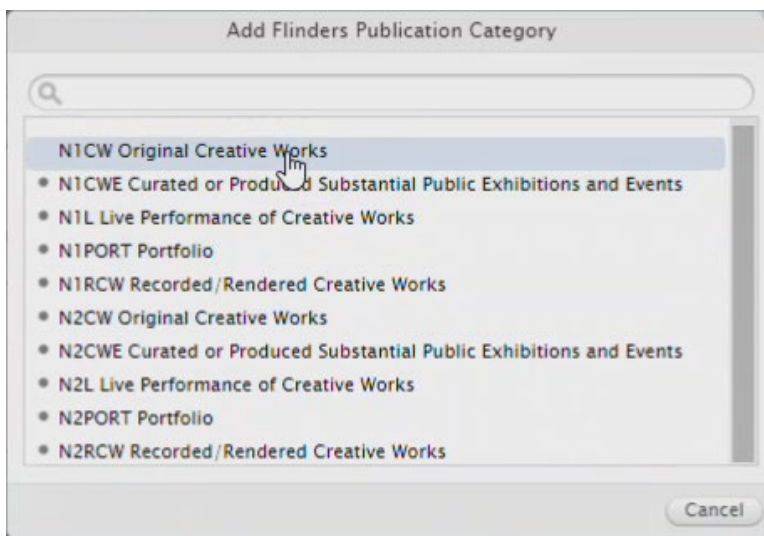 Add Flinders Publication Category
N1CW Original Creative Works
N1CWE Curated or Produced Substantial Public Exhibitions and Events
N1L Live Performance of Creative Works
N1PORT Portfolio
N1RCW Recorded/Rendered Creative Works
N2CW Original Creative Works
N2CWE Curated or Produced Substantial Public Exhibitions and Events
N2L Live Performance of Creative Works
N2PORT Portfolio
N2RCW Recorded/Rendered Creative Works
Cancel